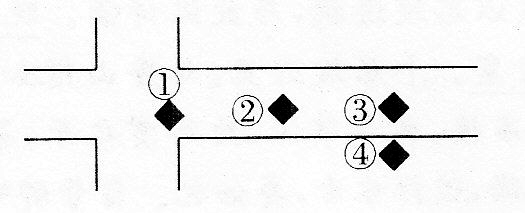 ①
② ③
④